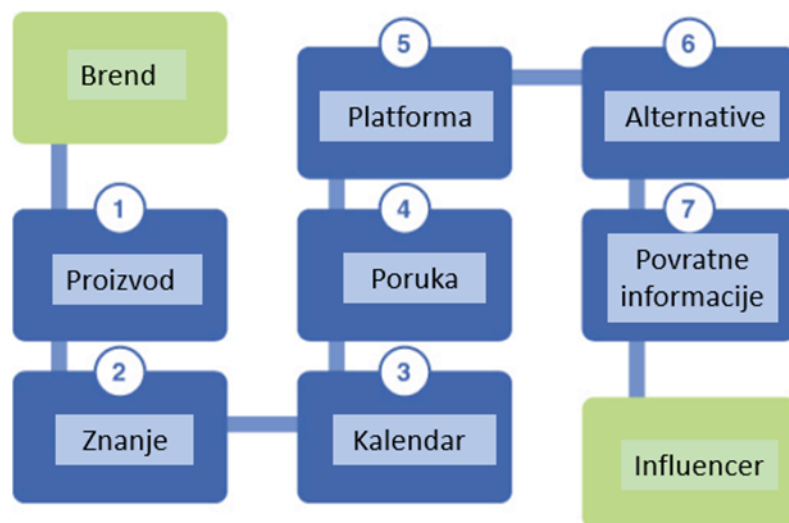 Brend
1
Proizvod
2
Znanje
3
Kalendar
4
Poruka
5
Platforma
6
Alternative
7
Povratne
informacije
Influencer